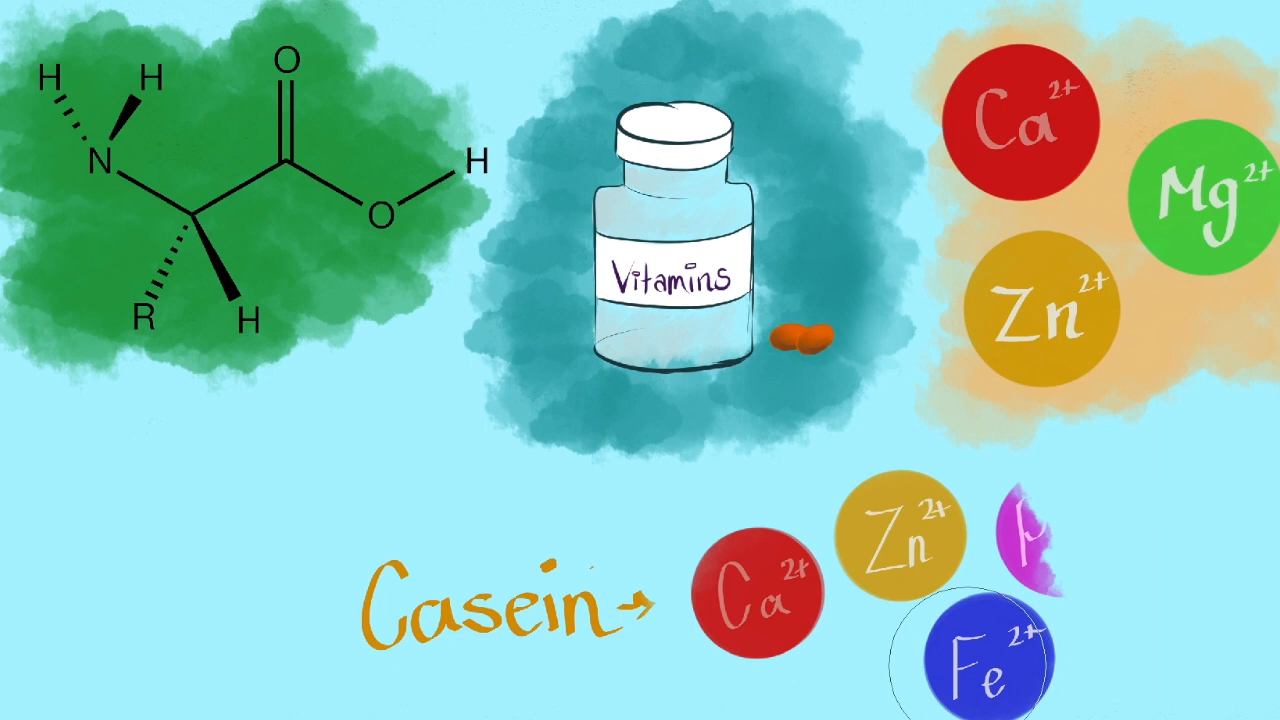 H H O
N H
O
R H
Vitamins
Ca²⁺
Mg²⁺
Zn²⁺
Casein → Ca²⁺ Zn²⁺
Fe²⁺